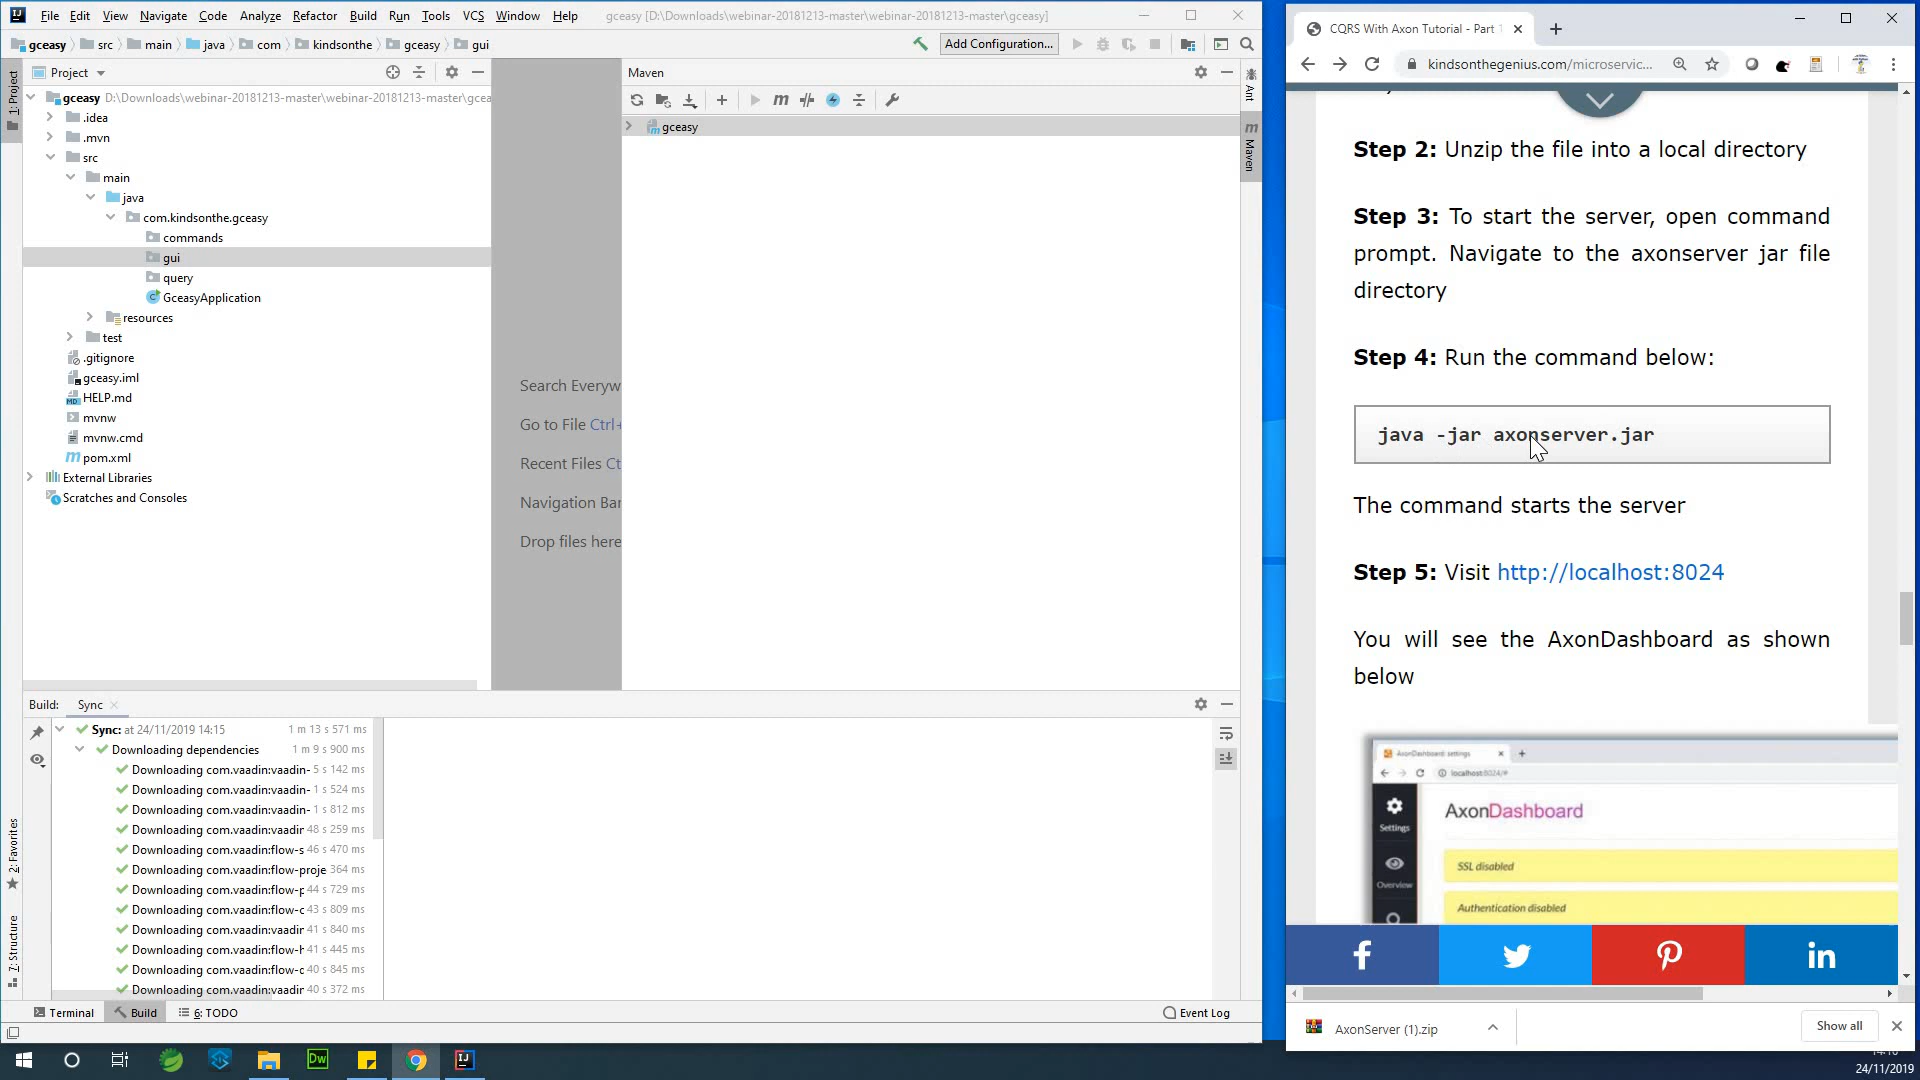 File Edit View Navigate Code Analyze Refactor Build Run Tools VCS Window Help gceasy [D:\Downloads\webinar-20181213-master\webinar-20181213-master\gceasy]
gceasy src main java com kindsonthe gceasy gui
Add Configuration...
Project
gceasy D:\Downloads\webinar-20181213-master\webinar-20181213-master\gcea
.idea
.mvn
src
main
java
com.kindsonthe.gceasy
commands
gui
query
GceasyApplication
resources
test
.gitignore
gceasy.iml
HELP.md
mvnw
mvnw.cmd
pom.xml
External Libraries
Scratches and Consoles
1: Project
2: Favorites
7: Structure
Search Everyw
Go to File Ctrl+
Recent Files Ct
Navigation Bar
Drop files here
Maven
gceasy
Ant
Maven
Build: Sync
Sync: at 24/11/2019 14:15 1 m 13 s 571 ms
Downloading dependencies 1 m 9 s 900 ms
Downloading com.vaadin:vaadin- 5 s 142 ms
Downloading com.vaadin:vaadin- 1 s 524 ms
Downloading com.vaadin:vaadin- 1 s 812 ms
Downloading com.vaadin:vaadir 48 s 259 ms
Downloading com.vaadin:flow-s 46 s 470 ms
Downloading com.vaadin:flow-proje 364 ms
Downloading com.vaadin:flow-p 44 s 729 ms
Downloading com.vaadin:flow-c 43 s 809 ms
Downloading com.vaadin:vaadir 41 s 840 ms
Downloading com.vaadin:flow-h 41 s 445 ms
Downloading com.vaadin:flow-c 40 s 845 ms
Downloading com.vaadin:vaadir 40 s 372 ms
Terminal Build 6: TODO Event Log
CQRS With Axon Tutorial - Part 1
kindsonthegenius.com/microservic...
Step 2: Unzip the file into a local directory
Step 3: To start the server, open command
prompt. Navigate to the axonserver jar file
directory
Step 4: Run the command below:
java -jar axonserver.jar
The command starts the server
Step 5: Visit http://localhost:8024
You will see the AxonDashboard as shown
below
AxonDashboard: settings
localhost:8024/#
AxonDashboard
Settings
SSL disabled
Overview
Authentication disabled
AxonServer (1).zip
Show all
24/11/2019